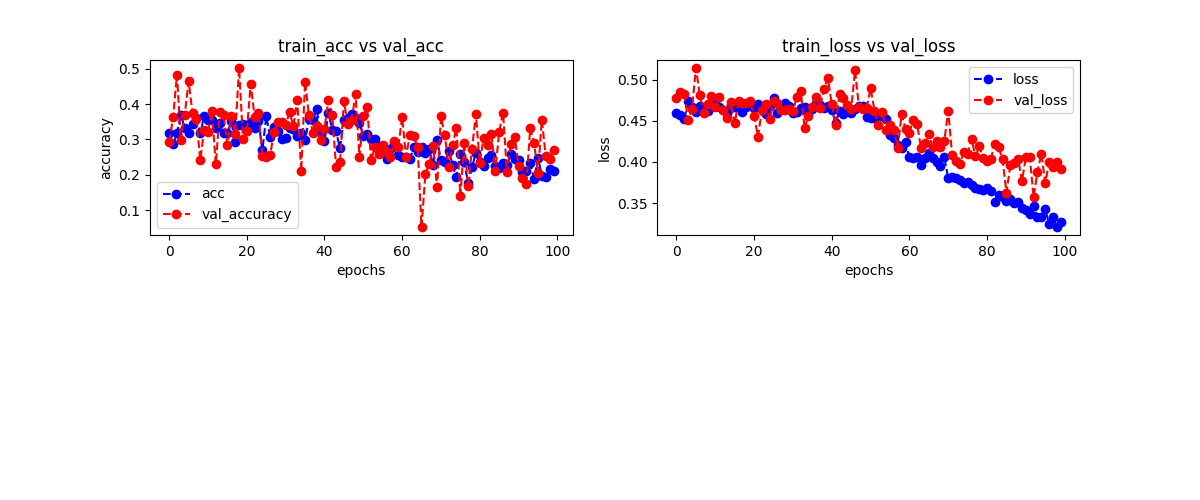 train_acc vs val_acc
0.5
0.4
0.3
0.2
0.1
accuracy
acc
val_accuracy
0 20 40 60 80 100
epochs
train_loss vs val_loss
0.50
0.45
0.40
0.35
loss
loss
val_loss
0 20 40 60 80 100
epochs